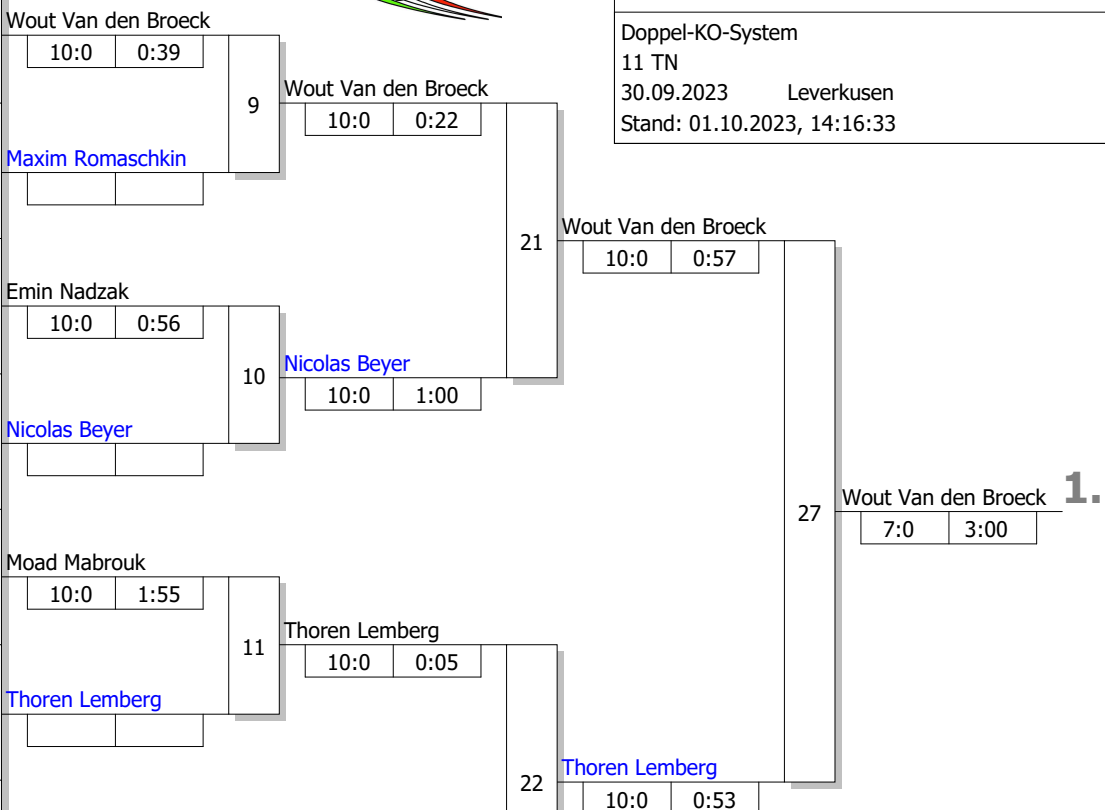 Wout Van den Broeck
10:0 0:39
9
Maxim Romaschkin
Emin Nadzak
10:0 0:56
10
Nicolas Beyer
Moad Mabrouk
10:0 1:55
11
Thoren Lemberg
Wout Van den Broeck
10:0 0:22
21
Nicolas Beyer
10:0 1:00
Thoren Lemberg
10:0 0:05
22
Doppel-KO-System
11 TN
30.09.2023 Leverkusen
Stand: 01.10.2023, 14:16:33
Wout Van den Broeck
10:0 0:57
27
Thoren Lemberg
10:0 0:53
Wout Van den Broeck 1.
7:0 3:00